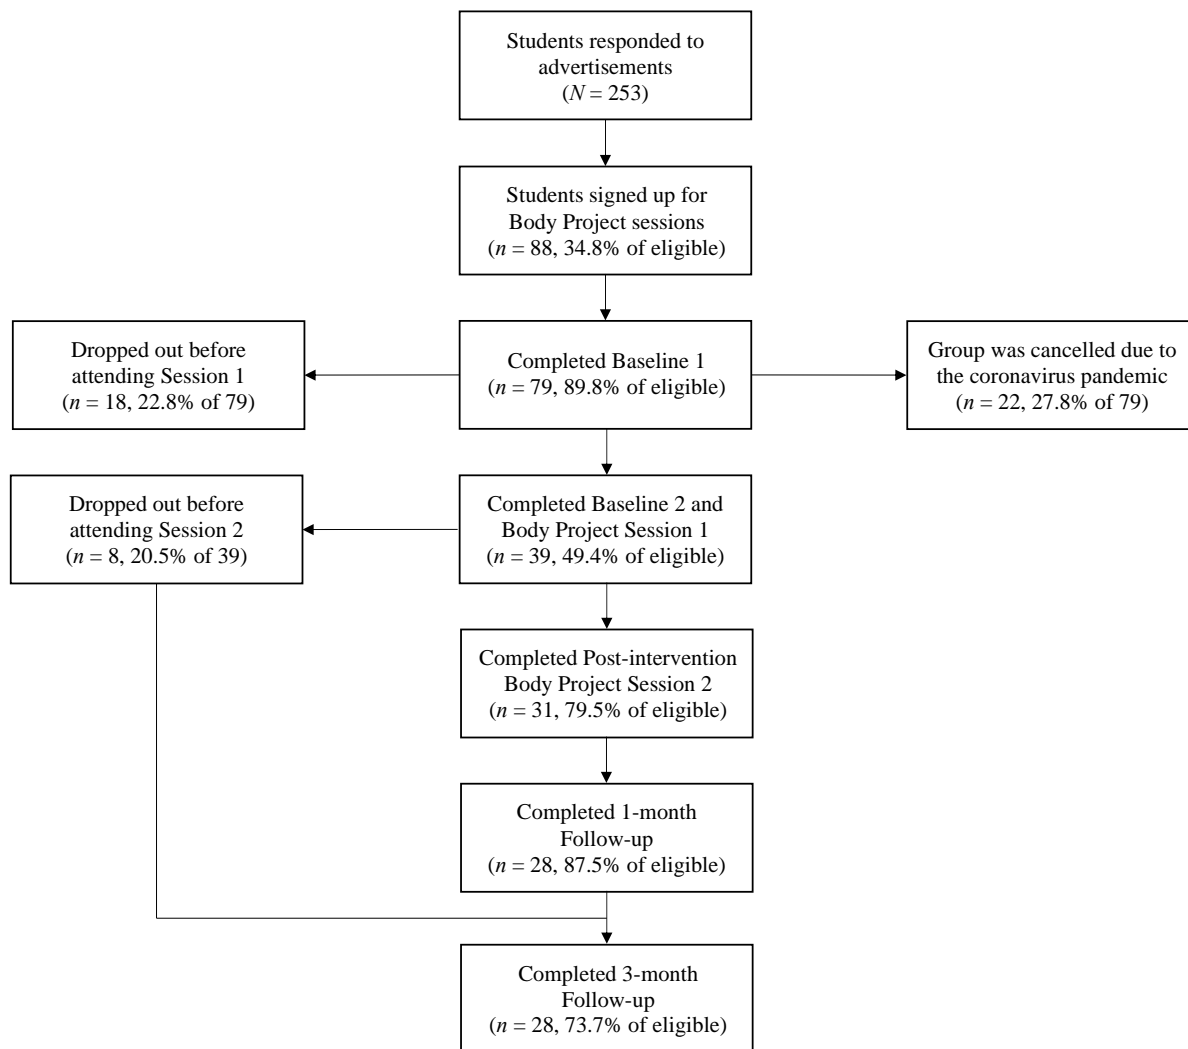 Students responded to
advertisements
(N = 253)
Students signed up for
Body Project sessions
(n = 88, 34.8% of eligible)
Dropped out before
attending Session 1
(n = 18, 22.8% of 79)
Completed Baseline 1
(n = 79, 89.8% of eligible)
Group was cancelled due to
the coronavirus pandemic
(n = 22, 27.8% of 79)
Dropped out before
attending Session 2
(n = 8, 20.5% of 39)
Completed Baseline 2 and
Body Project Session 1
(n = 39, 49.4% of eligible)
Completed Post-intervention
Body Project Session 2
(n = 31, 79.5% of eligible)
Completed 1-month
Follow-up
(n = 28, 87.5% of eligible)
Completed 3-month
Follow-up
(n = 28, 73.7% of eligible)